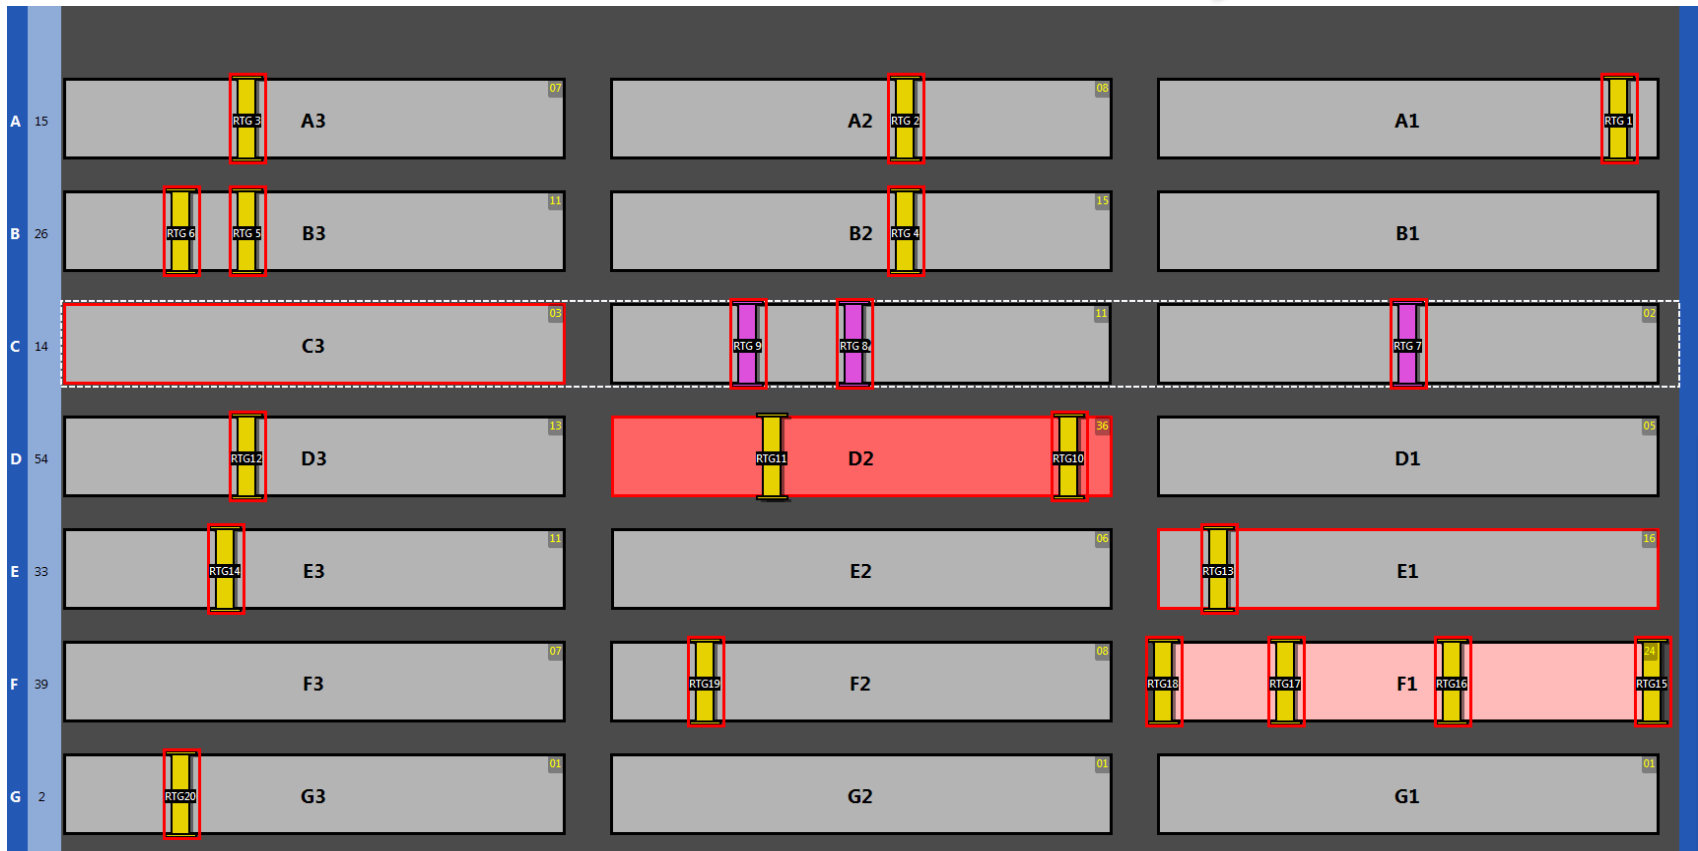 07 08
A 15 RTG 3 A3 A2 RTG 2 A1 RTG 1
11 15
B 26 RTG 6 RTG 5 B3 B2 RTG 4 B1
03 11 02
C 14 C3 RTG 9 RTG 8 RTG 7
13 36 05
D 54 RTG12 D3 RTG11 D2 RTG10 D1
11 06 16
E 33 RTG14 E3 E2 RTG13 E1
07 08 24
F 39 F3 RTG19 F2 RTG18 RTG17 F1 RTG16 RTG15
01 01 01
G 2 RTG20 G3 G2 G1